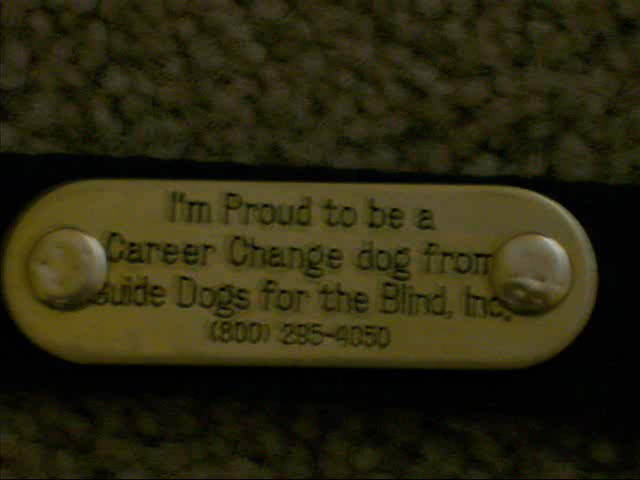 I'm Proud to be a
Career Change dog from
Guide Dogs for the Blind, Inc.
(800) 295-4050